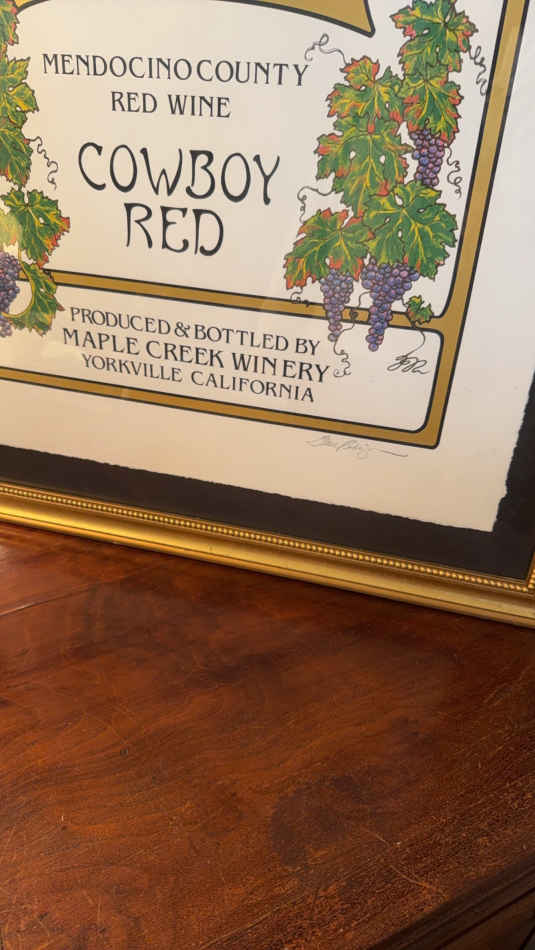 MENDOCINO COUNTY
RED WINE
COWBOY
RED
PRODUCED & BOTTLED BY
MAPLE CREEK WINERY
YORKVILLE CALIFORNIA